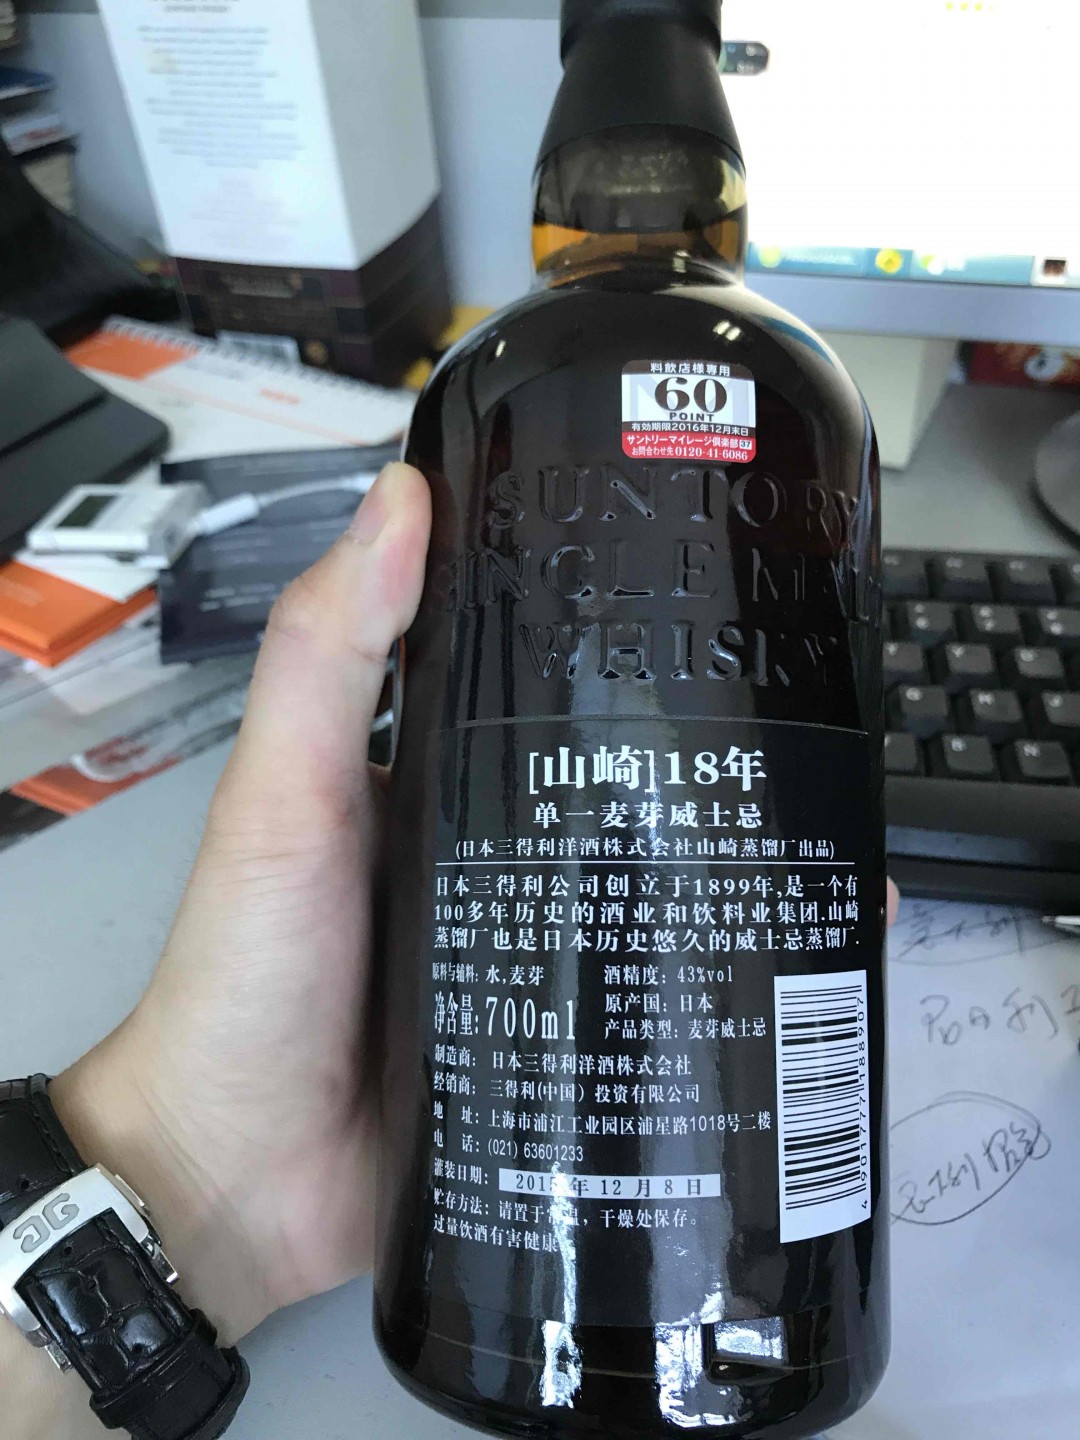 料飲店様専用
60
POINT
有効期限2016年12月末日
サントリーマイレージ倶楽部37
お問合わせ先0120-41-6086
SUNTORY
SINGLE MALT
WHISKY
[山崎]18年
单一麦芽威士忌
(日本三得利洋酒株式会社山崎蒸馏厂出品)
日本三得利公司创立于1899年,是一个有
100多年历史的酒业和饮料业集团.山崎
蒸馏厂也是日本历史悠久的威士忌蒸馏厂.
原料与辅料: 水,麦芽 酒精度: 43%vol
净含量:700ml 原产国: 日本
产品类型: 麦芽威士忌
制造商: 日本三得利洋酒株式会社
经销商: 三得利(中国)投资有限公司
地 址: 上海市浦江工业园区浦星路1018号二楼
电 话: (021) 63601233
灌装日期: 2015年 12 月 8 日
贮存方法: 请置于常温, 干燥处保存。
过量饮酒有害健康
4901777188907